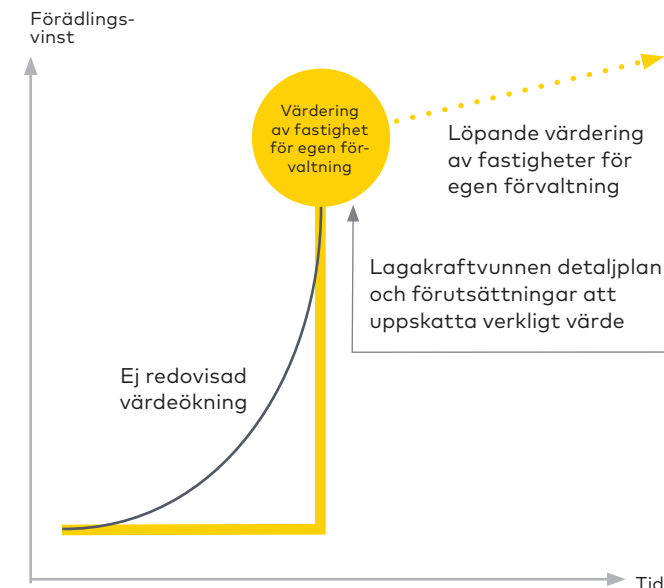 Förädlings-
vinst
Värdering
av fastighet
för egen för-
valtning
Löpande värdering
av fastigheter för
egen förvaltning
Lagakraftvunnen detaljplan
och förutsättningar att
uppskatta verkligt värde
Ej redovisad
värdeökning
Tid